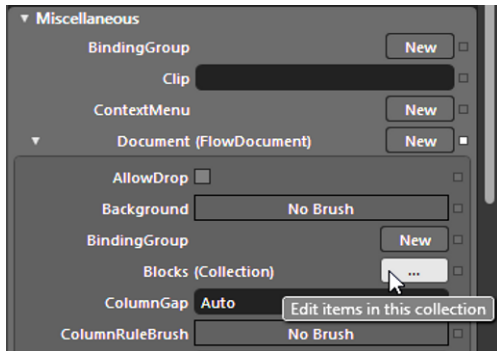 Miscellaneous
BindingGroup New
Clip
ContextMenu New
Document (FlowDocument) New
AllowDrop
Background No Brush
BindingGroup New
Blocks (Collection) ...
ColumnGap Auto
Edit items in this collection
ColumnRuleBrush No Brush